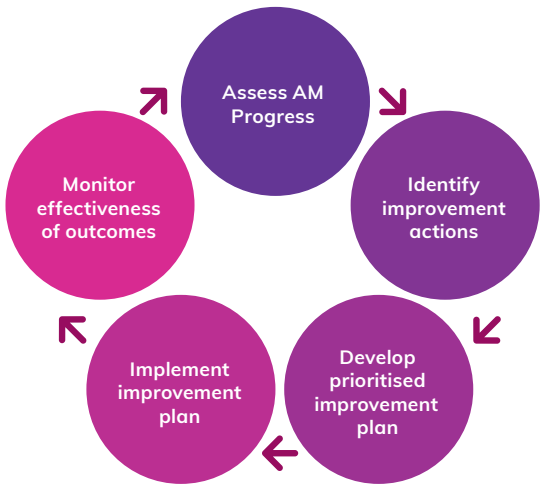 Assess AM
Progress
Identify
improvement
actions
Develop
prioritised
improvement
plan
Implement
improvement
plan
Monitor
effectiveness
of outcomes